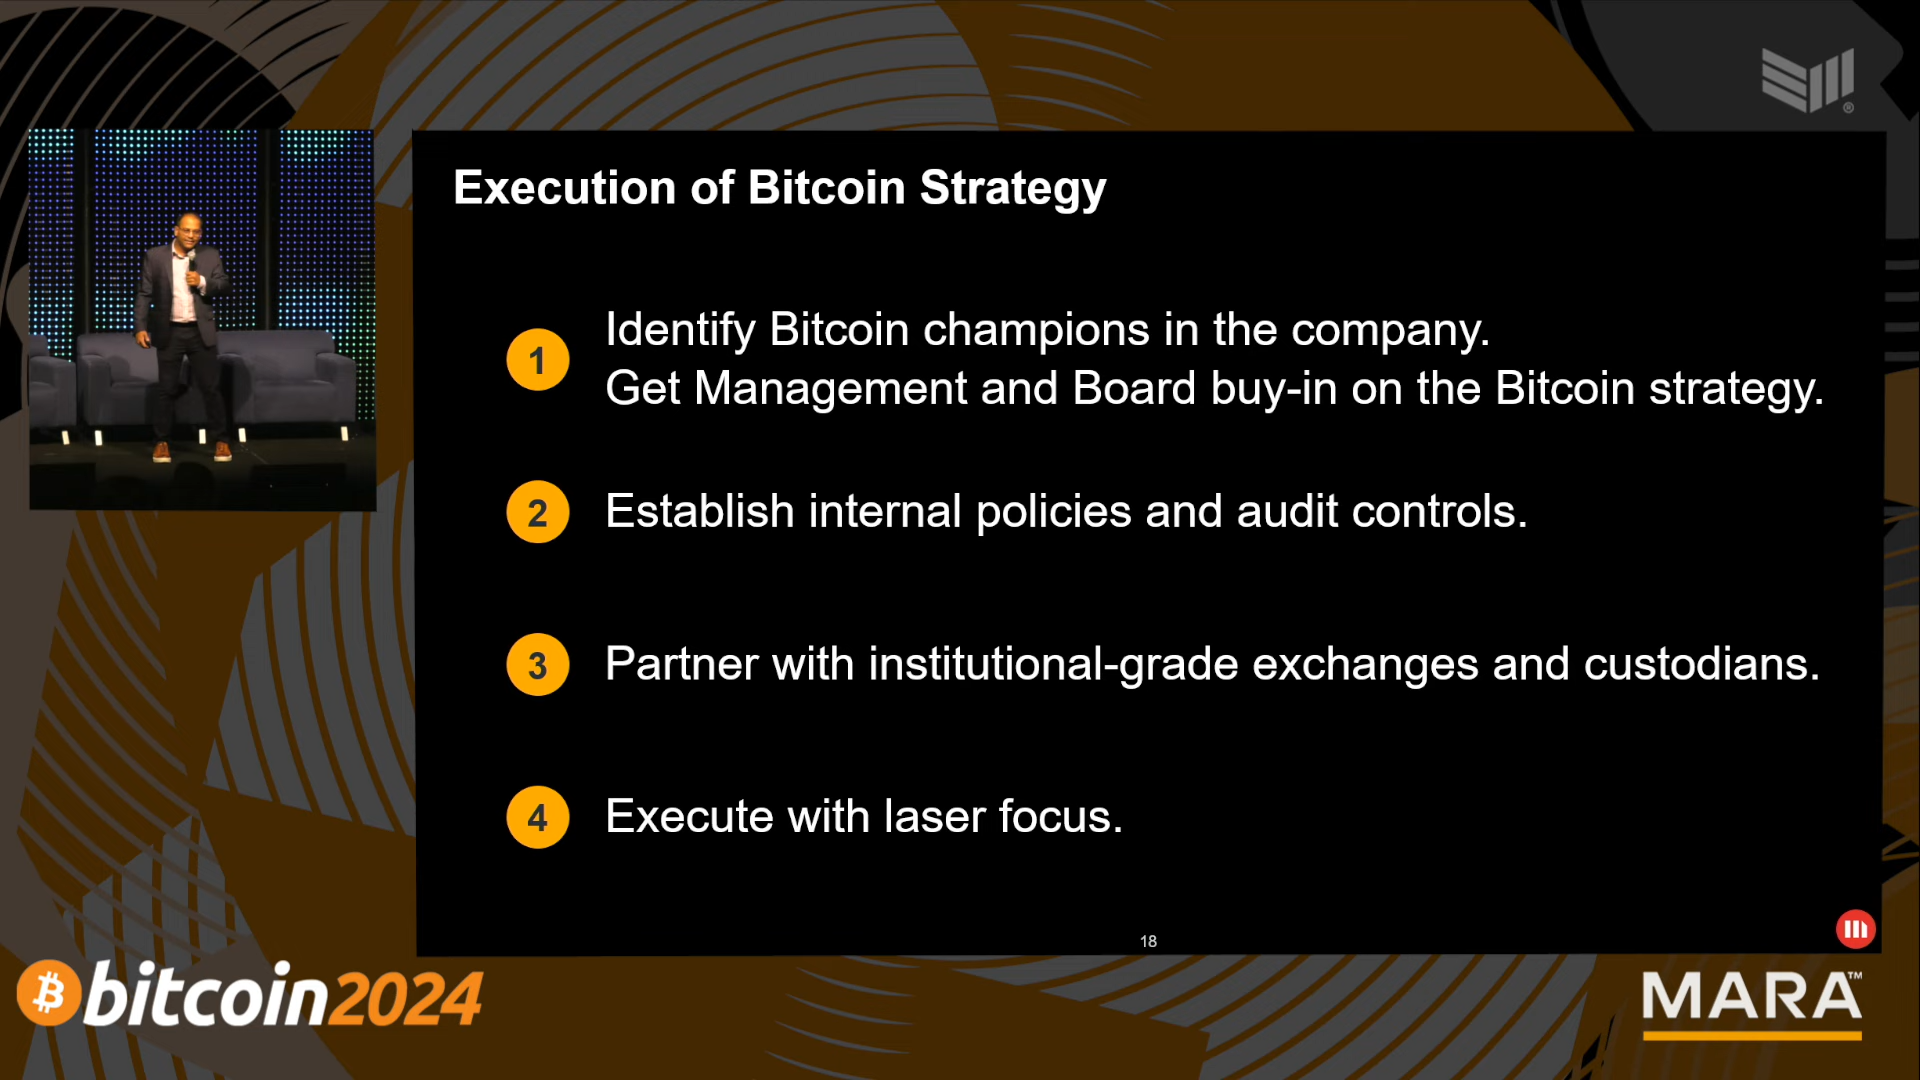 Execution of Bitcoin Strategy
1
Identify Bitcoin champions in the company.
Get Management and Board buy-in on the Bitcoin strategy.
2
Establish internal policies and audit controls.
3
Partner with institutional-grade exchanges and custodians.
4
Execute with laser focus.
18
bitcoin2024
MARA™